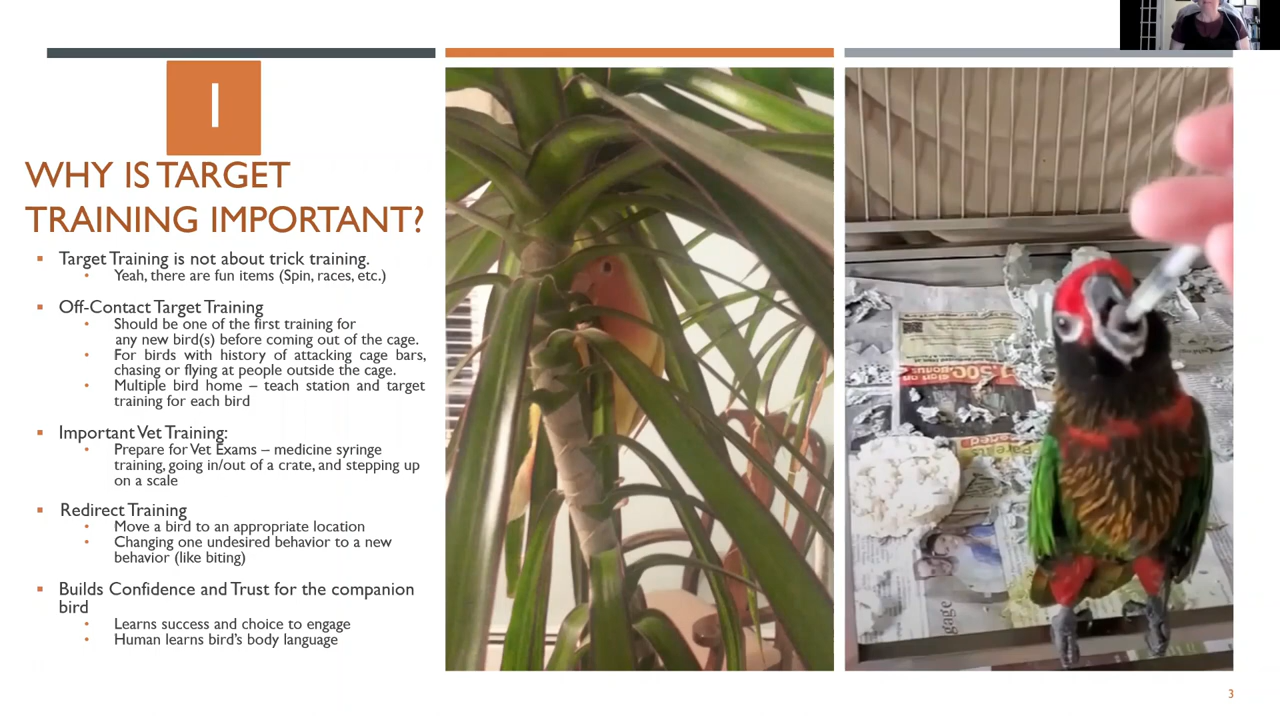 I
WHY IS TARGET
TRAINING IMPORTANT?
Target Training is not about trick training.
Yeah, there are fun items (Spin, races, etc.)
Off-Contact Target Training
Should be one of the first training for
any new bird(s) before coming out of the cage.
For birds with history of attacking cage bars,
chasing or flying at people outside the cage.
Multiple bird home – teach station and target
training for each bird
Important Vet Training:
Prepare for Vet Exams – medicine syringe
training, going in/out of a crate, and stepping up
on a scale
Redirect Training
Move a bird to an appropriate location
Changing one undesired behavior to a new
behavior (like biting)
Builds Confidence and Trust for the companion
bird
Learns success and choice to engage
Human learns bird's body language
gage
3